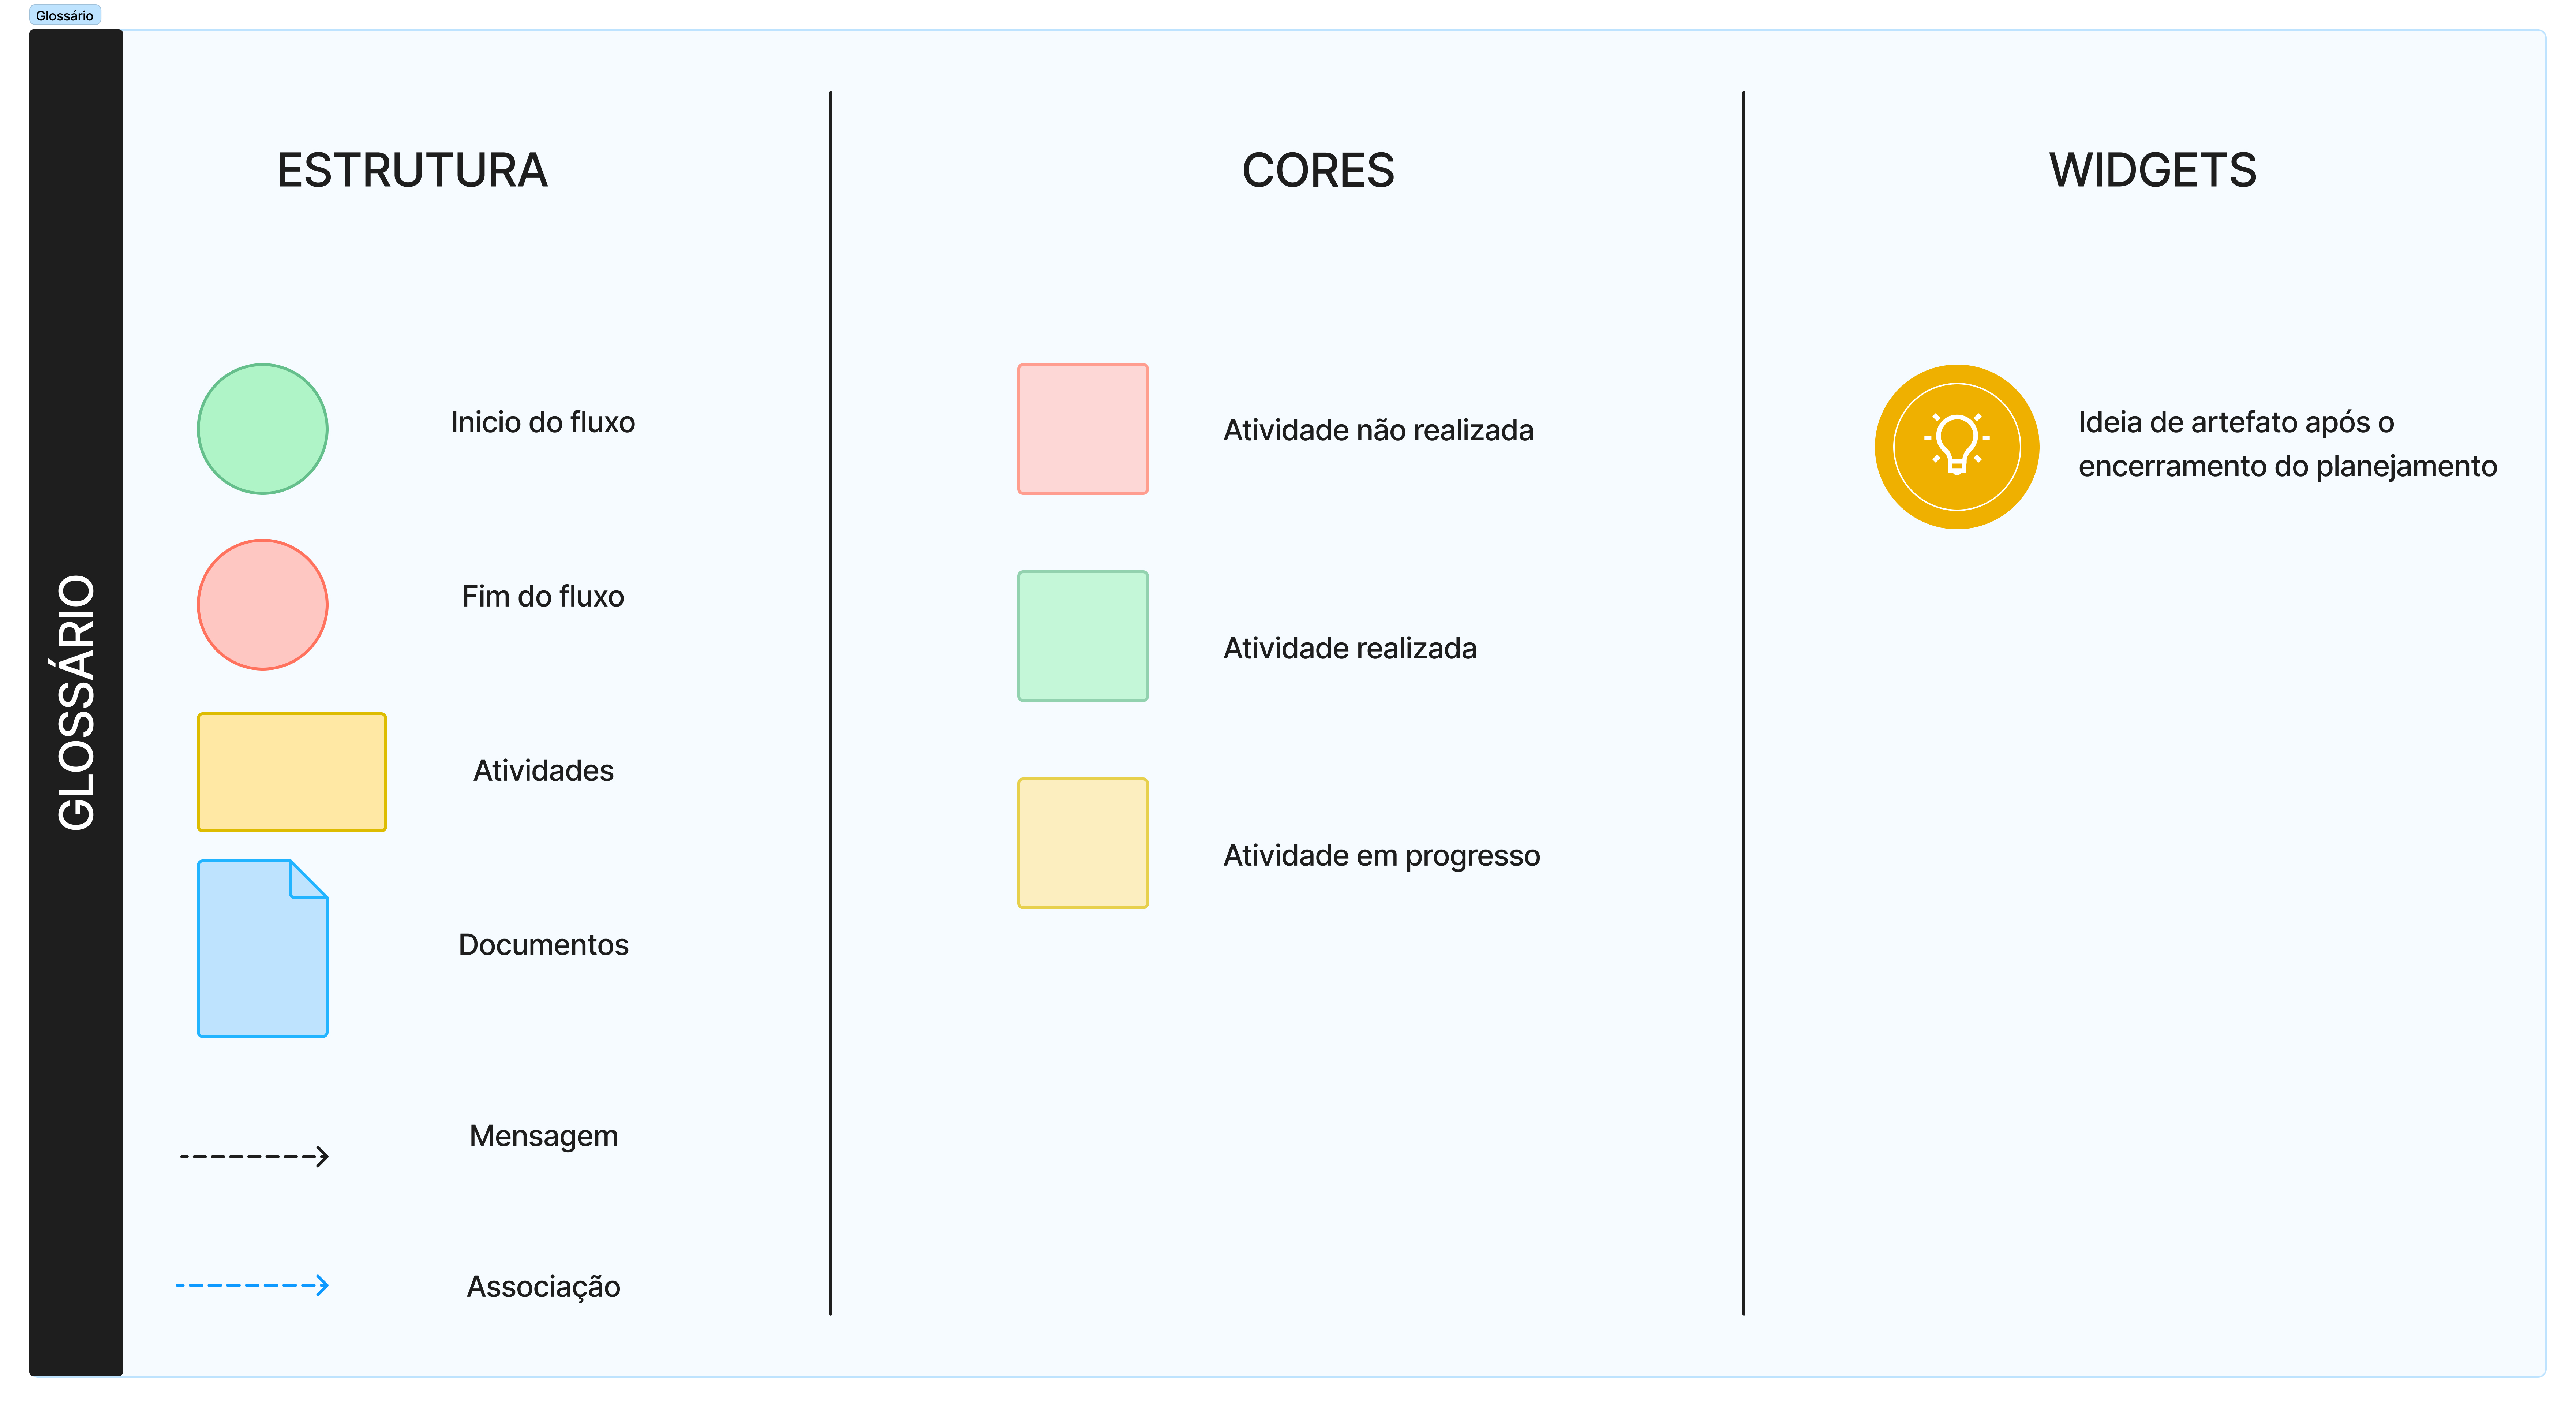 Glossário
GLOSSÁRIO
ESTRUTURA
Inicio do fluxo
Fim do fluxo
Atividades
Documentos
Mensagem
Associação
CORES
Atividade não realizada
Atividade realizada
Atividade em progresso
WIDGETS
Ideia de artefato após o
encerramento do planejamento